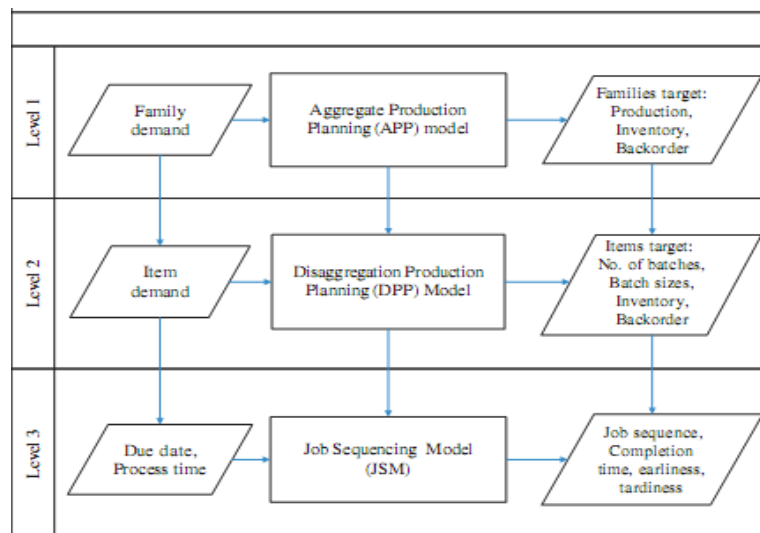 Level 1
Family
demand
Aggregate Production
Planning (APP) model
Families target:
Production,
Inventory,
Backorder
Level 2
Item
demand
Disaggregation Production
Planning (DPP) Model
Items target:
No. of batches,
Batch sizes,
Inventory,
Backorder
Level 3
Due date,
Process time
Job Sequencing Model
(JSM)
Job sequence,
Completion
time, earliness,
tardiness